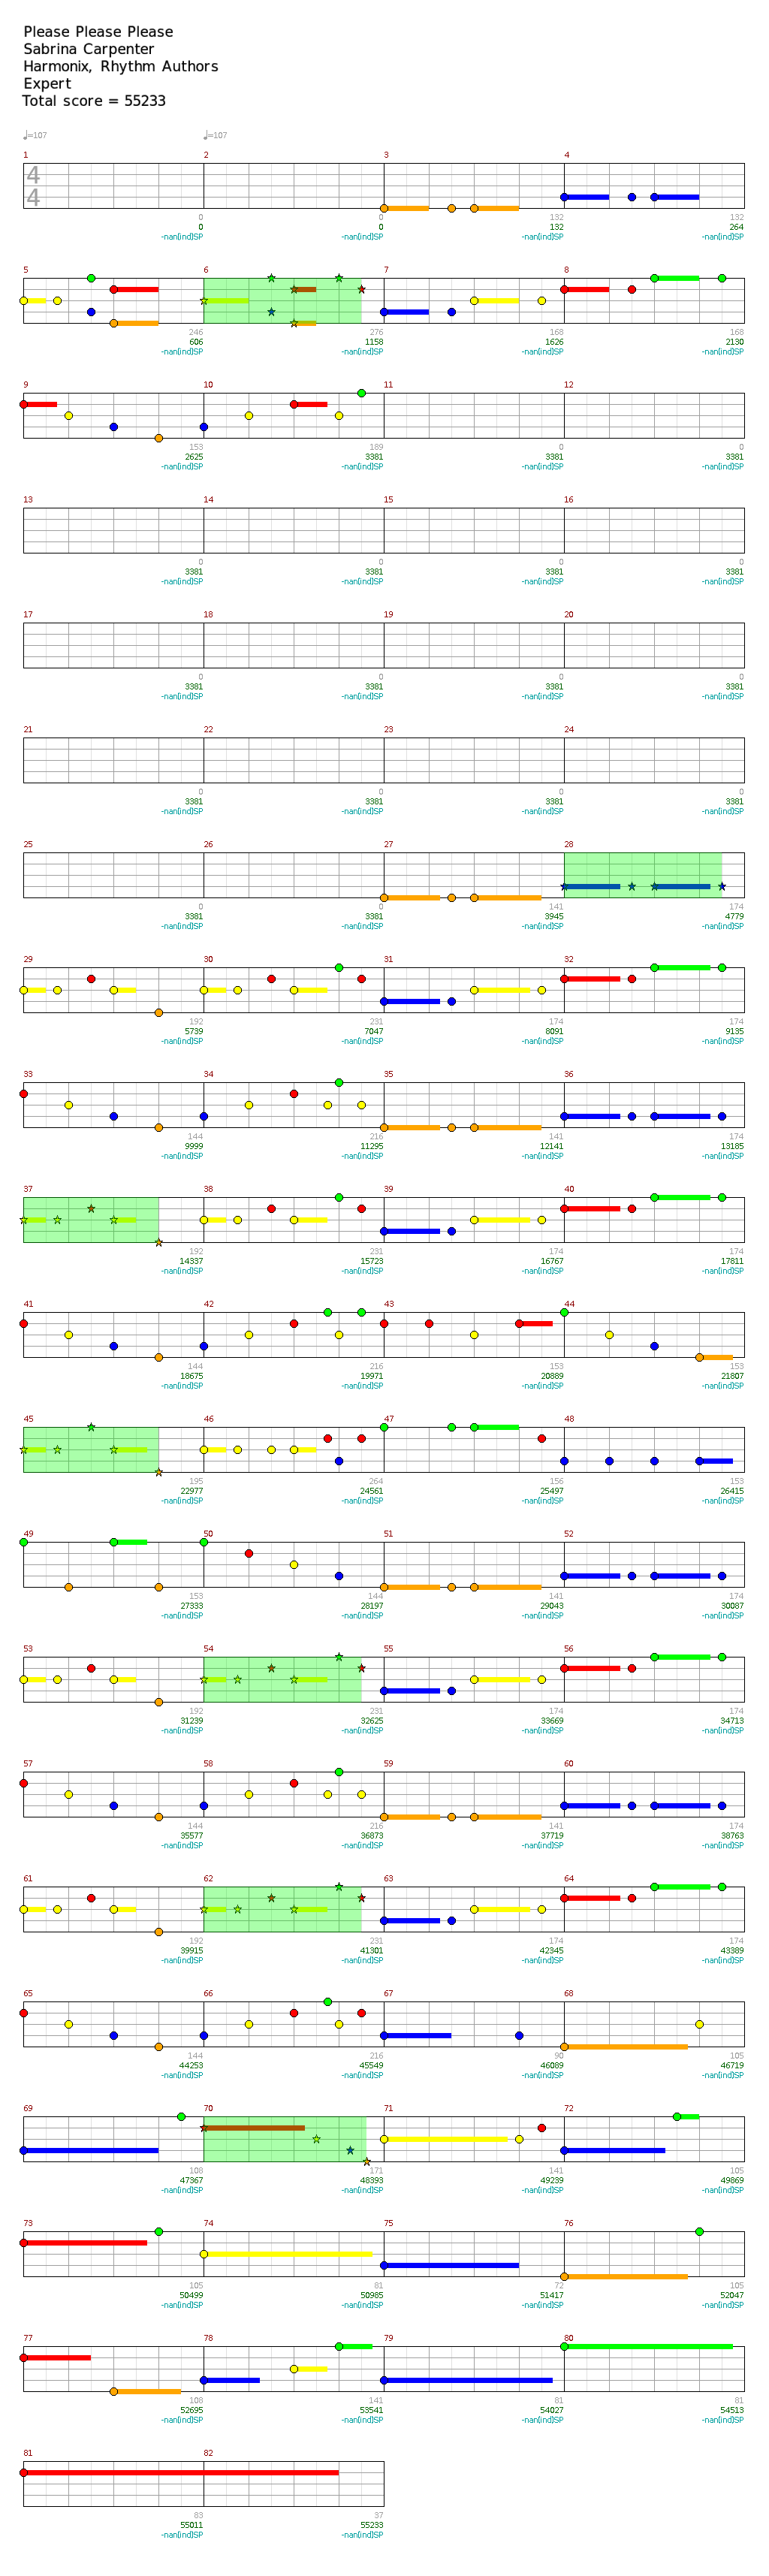 Please Please Please
Sabrina Carpenter
Harmonix, Rhythm Authors
Expert
Total score = 55233
♩=107 ♩=107
1 2 3 4
4
4
0 0 132 132
0 0 132 264
-nan(ind)SP -nan(ind)SP -nan(ind)SP -nan(ind)SP
5 6 7 8
246 276 168 168
606 1158 1626 2130
-nan(ind)SP -nan(ind)SP -nan(ind)SP -nan(ind)SP
9 10 11 12
153 189 0 0
2625 3381 3381 3381
-nan(ind)SP -nan(ind)SP -nan(ind)SP -nan(ind)SP
13 14 15 16
0 0 0 0
3381 3381 3381 3381
-nan(ind)SP -nan(ind)SP -nan(ind)SP -nan(ind)SP
17 18 19 20
0 0 0 0
3381 3381 3381 3381
-nan(ind)SP -nan(ind)SP -nan(ind)SP -nan(ind)SP
21 22 23 24
0 0 0 0
3381 3381 3381 3381
-nan(ind)SP -nan(ind)SP -nan(ind)SP -nan(ind)SP
25 26 27 28
0 0 141 174
3381 3381 3945 4779
-nan(ind)SP -nan(ind)SP -nan(ind)SP -nan(ind)SP
29 30 31 32
192 231 174 174
5739 7047 8091 9135
-nan(ind)SP -nan(ind)SP -nan(ind)SP -nan(ind)SP
33 34 35 36
144 216 141 174
9999 11295 12141 13185
-nan(ind)SP -nan(ind)SP -nan(ind)SP -nan(ind)SP
37 38 39 40
192 231 174 174
14337 15723 16767 17811
-nan(ind)SP -nan(ind)SP -nan(ind)SP -nan(ind)SP
41 42 43 44
144 216 153 153
18675 19971 20889 21807
-nan(ind)SP -nan(ind)SP -nan(ind)SP -nan(ind)SP
45 46 47 48
195 264 156 153
22977 24561 25497 26415
-nan(ind)SP -nan(ind)SP -nan(ind)SP -nan(ind)SP
49 50 51 52
153 144 141 174
27333 28197 29043 30087
-nan(ind)SP -nan(ind)SP -nan(ind)SP -nan(ind)SP
53 54 55 56
192 231 174 174
31239 32625 33669 34713
-nan(ind)SP -nan(ind)SP -nan(ind)SP -nan(ind)SP
57 58 59 60
144 216 141 174
35577 36873 37719 38763
-nan(ind)SP -nan(ind)SP -nan(ind)SP -nan(ind)SP
61 62 63 64
192 231 174 174
39915 41301 42345 43389
-nan(ind)SP -nan(ind)SP -nan(ind)SP -nan(ind)SP
65 66 67 68
144 216 90 105
44253 45549 46089 46719
-nan(ind)SP -nan(ind)SP -nan(ind)SP -nan(ind)SP
69 70 71 72
108 171 141 105
47367 48393 49239 49869
-nan(ind)SP -nan(ind)SP -nan(ind)SP -nan(ind)SP
73 74 75 76
105 81 72 105
50499 50985 51417 52047
-nan(ind)SP -nan(ind)SP -nan(ind)SP -nan(ind)SP
77 78 79 80
108 141 81 81
52695 53541 54027 54513
-nan(ind)SP -nan(ind)SP -nan(ind)SP -nan(ind)SP
81 82
83 37
55011 55233
-nan(ind)SP -nan(ind)SP